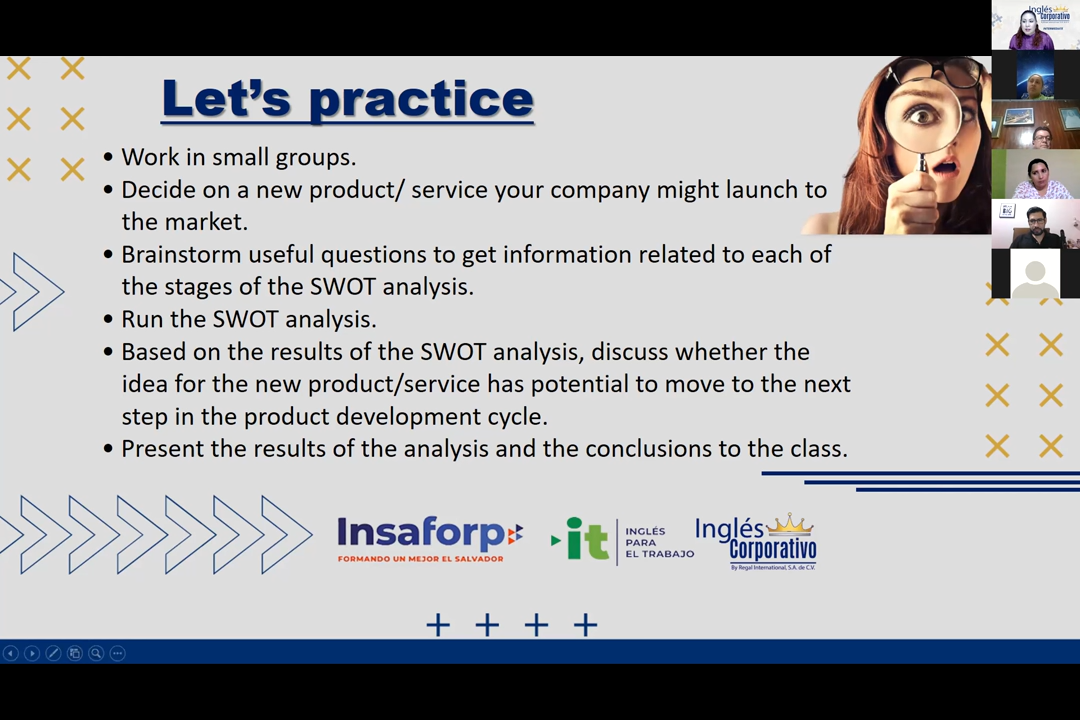 Let's practice
• Work in small groups.
• Decide on a new product/ service your company might launch to
the market.
• Brainstorm useful questions to get information related to each of
the stages of the SWOT analysis.
• Run the SWOT analysis.
• Based on the results of the SWOT analysis, discuss whether the
idea for the new product/service has potential to move to the next
step in the product development cycle.
• Present the results of the analysis and the conclusions to the class.
Insaforp
FORMANDO UN MEJOR EL SALVADOR
it
INGLÉS
PARA
EL TRABAJO
Inglés
Corporativo
By Regal International, S.A. de C.V.
Inglés
Corporativo